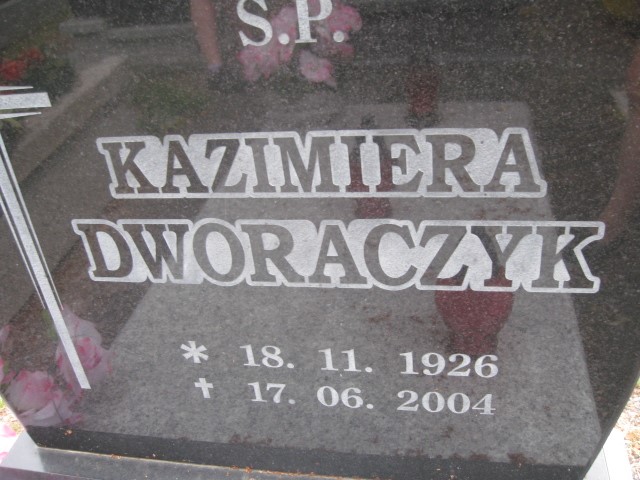 S.P.
KAZIMIERA
DWORACZYK
* 18. 11. 1926
✝ 17. 06. 2004